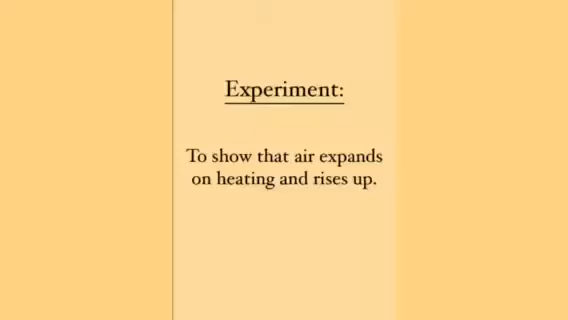 Experiment:
To show that air expands
on heating and rises up.